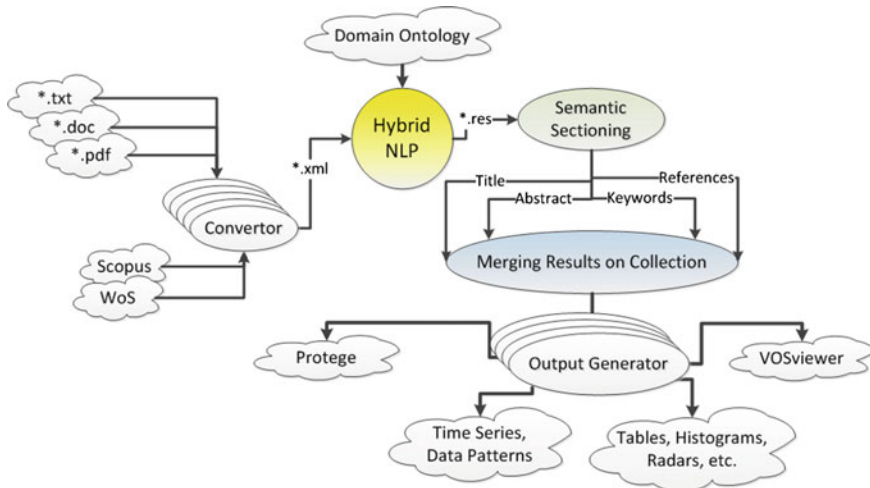 Domain Ontology
*.txt
*.doc
*.pdf
Hybrid
NLP
*.res
Semantic
Sectioning
*.xml
Title
References
Abstract
Keywords
Convertor
Scopus
WoS
Merging Results on Collection
Protege
Output Generator
VOSviewer
Time Series,
Data Patterns
Tables, Histograms,
Radars, etc.